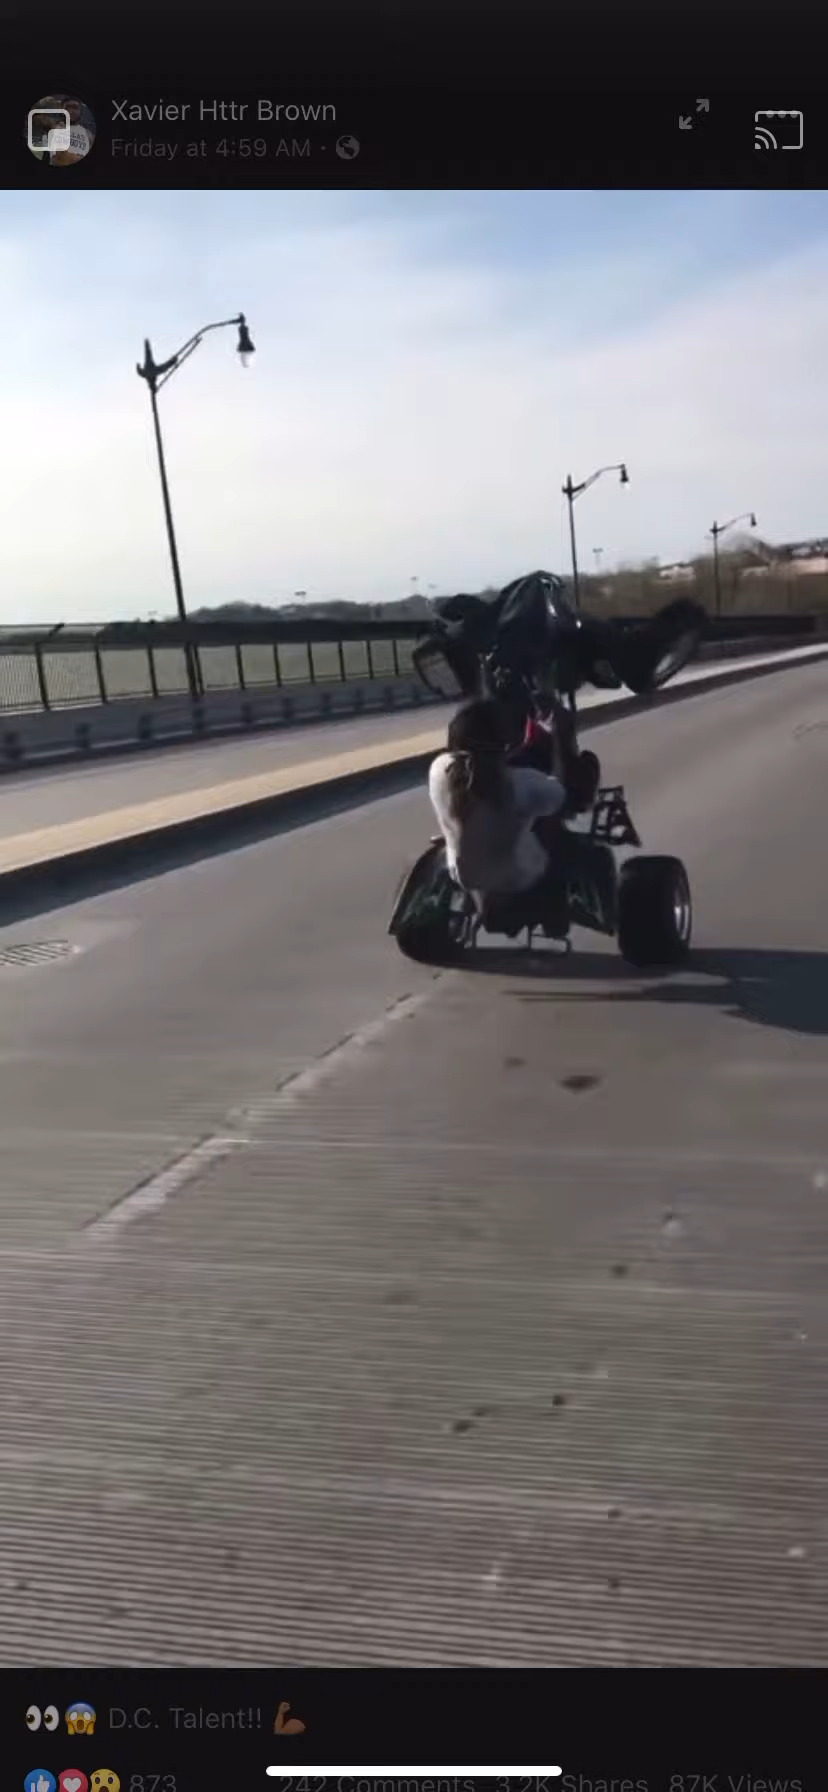 Xavier Httr Brown
Friday at 4:59 AM ·
👀😱 D.C. Talent!! 💪🏾
873 242 Comments 3.2K Shares 87K Views